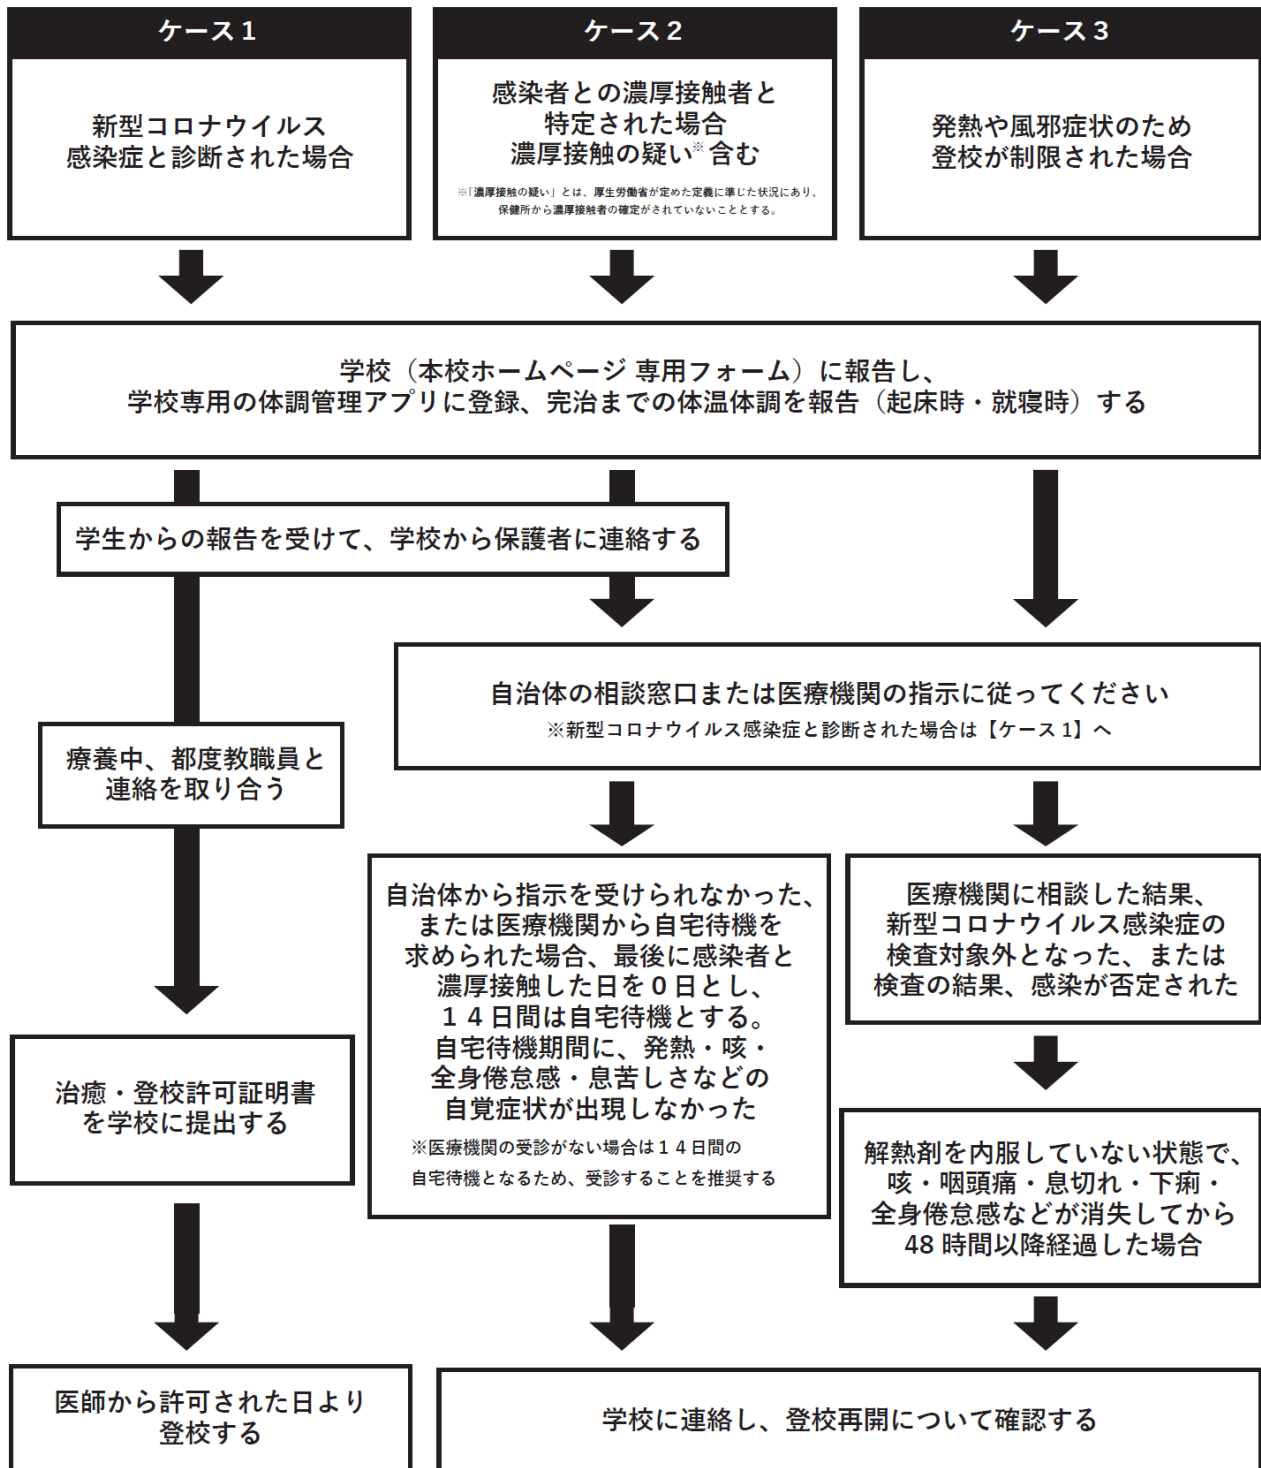 ケース1
新型コロナウイルス
感染症と診断された場合
ケース2
感染者との濃厚接触者と
特定された場合
濃厚接触の疑い※含む
※「濃厚接触の疑い」とは、厚生労働省が定めた定義に準じた状況にあり、
保健所から濃厚接触者の確定がされていないこととする。
ケース3
発熱や風邪症状のため
登校が制限された場合
学校（本校ホームページ 専用フォーム）に報告し、
学校専用の体調管理アプリに登録、完治までの体温体調を報告（起床時・就寝時）する
学生からの報告を受けて、学校から保護者に連絡する
自治体の相談窓口または医療機関の指示に従ってください
※新型コロナウイルス感染症と診断された場合は【ケース1】へ
療養中、都度教職員と
連絡を取り合う
自治体から指示を受けられなかった、
または医療機関から自宅待機を
求められた場合、最後に感染者と
濃厚接触した日を0日とし、
14日間は自宅待機とする。
自宅待機期間に、発熱・咳・
全身倦怠感・息苦しさなどの
自覚症状が出現しなかった
※医療機関の受診がない場合は14日間の
自宅待機となるため、受診することを推奨する
医療機関に相談した結果、
新型コロナウイルス感染症の
検査対象外となった、または
検査の結果、感染が否定された
治癒・登校許可証明書
を学校に提出する
解熱剤を内服していない状態で、
咳・咽頭痛・息切れ・下痢・
全身倦怠感などが消失してから
48時間以降経過した場合
医師から許可された日より
登校する
学校に連絡し、登校再開について確認する